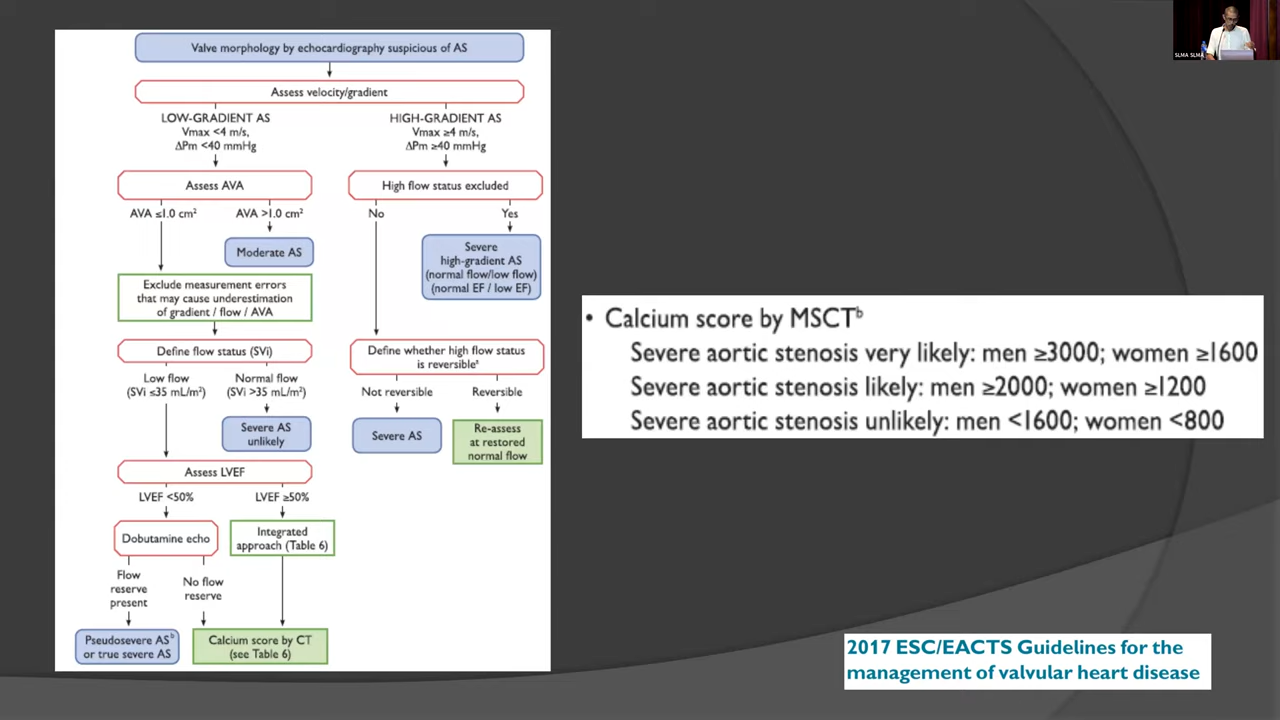 Valve morphology by echocardiography suspicious of AS
Assess velocity/gradient
LOW-GRADIENT AS
Vmax <4 m/s,
ΔPm <40 mmHg
HIGH-GRADIENT AS
Vmax ≥4 m/s,
ΔPm ≥40 mmHg
Assess AVA
High flow status excluded
AVA ≤1.0 cm²
AVA >1.0 cm²
No
Yes
Moderate AS
Severe
high-gradient AS
(normal flow/low flow)
(normal EF / low EF)
Exclude measurement errors
that may cause underestimation
of gradient / flow / AVA
Define flow status (SVi)
Define whether high flow status
is reversibleᵃ
Low flow
(SVi ≤35 mL/m²)
Normal flow
(SVi >35 mL/m²)
Not reversible
Reversible
Severe AS
unlikely
Severe AS
Re-assess
at restored
normal flow
Assess LVEF
LVEF <50%
LVEF ≥50%
Dobutamine echo
Integrated
approach (Table 6)
Flow
reserve
present
No flow
reserve
Pseudosevere ASᵇ
or true severe AS
Calcium score by CT
(see Table 6)
• Calcium score by MSCTᵇ
Severe aortic stenosis very likely: men ≥3000; women ≥1600
Severe aortic stenosis likely: men ≥2000; women ≥1200
Severe aortic stenosis unlikely: men <1600; women <800
2017 ESC/EACTS Guidelines for the
management of valvular heart disease
SLMA SLMA